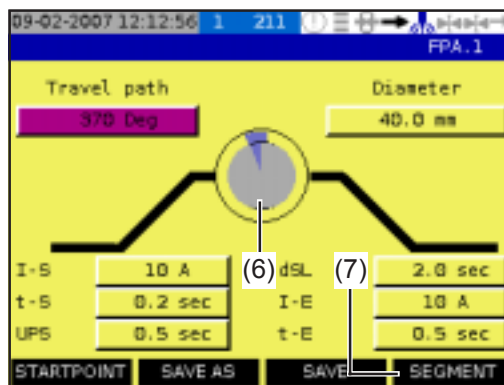 09-02-2007 12:12:56 1 211
FPA.1
Travel path Diameter
370 Deg 40.0 mm
(6) (7)
I-S 10 A dSL 2.0 sec
t-S 0.2 sec I-E 10 A
UPS 0.5 sec t-E 0.5 sec
STARTPOINT SAVE AS SAVE SEGMENT